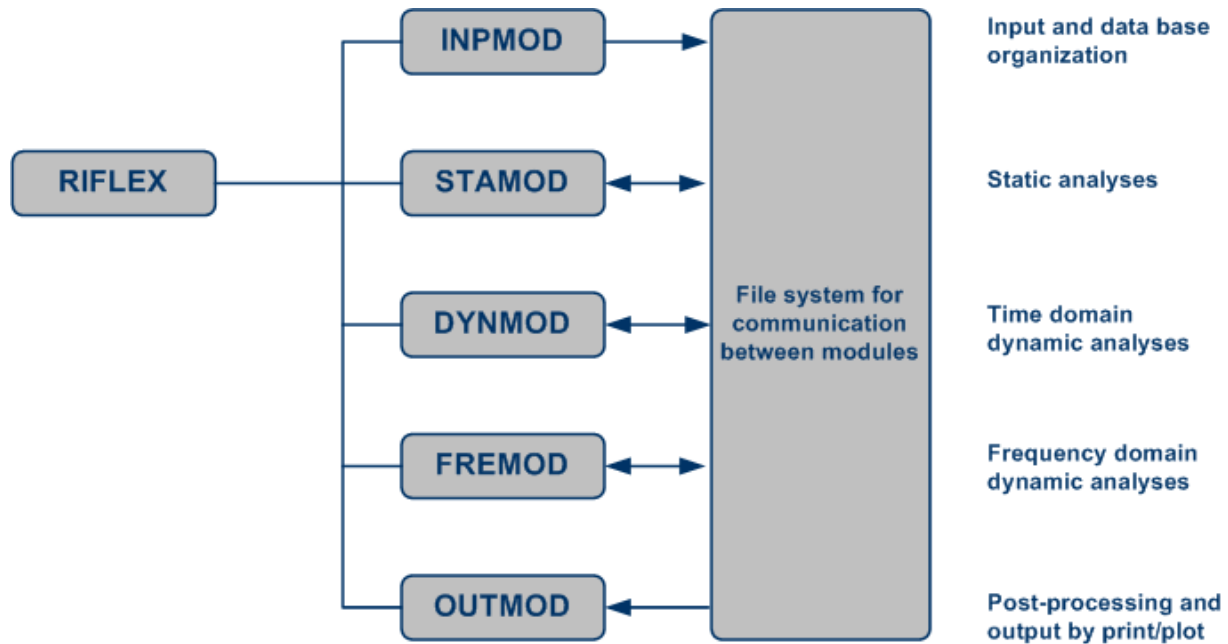 INPMOD
Input and data base
organization
RIFLEX
STAMOD
Static analyses
DYNMOD
File system for
communication
between modules
Time domain
dynamic analyses
FREMOD
Frequency domain
dynamic analyses
OUTMOD
Post-processing and
output by print/plot